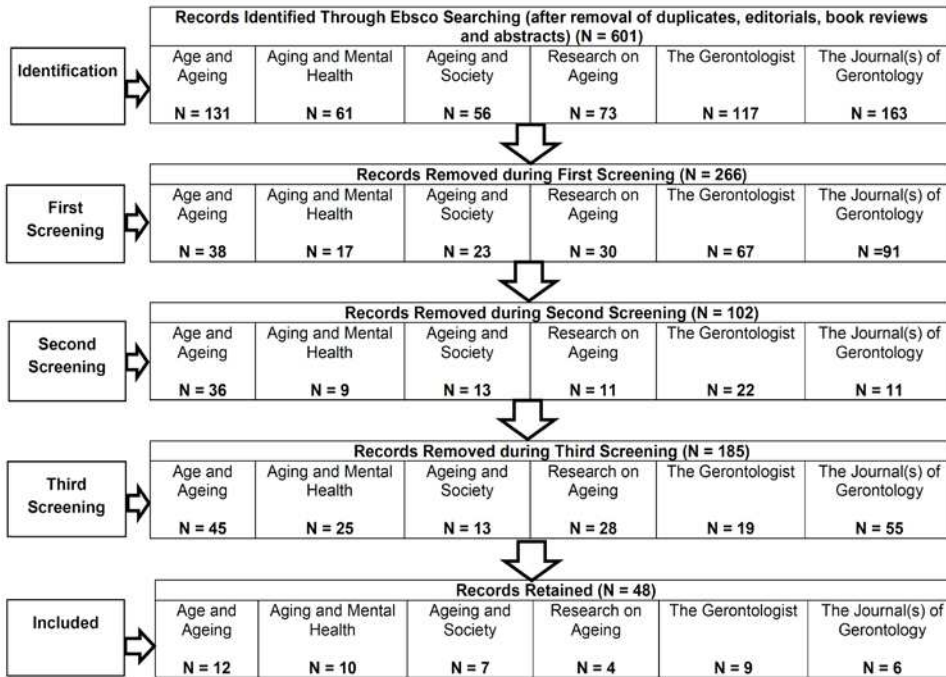 Records Identified Through Ebsco Searching (after removal of duplicates, editorials, book reviews
and abstracts) (N = 601)
Identification
Age and Ageing N = 131
Aging and Mental Health N = 61
Ageing and Society N = 56
Research on Ageing N = 73
The Gerontologist N = 117
The Journal(s) of Gerontology N = 163
Records Removed during First Screening (N = 266)
First Screening
Age and Ageing N = 38
Aging and Mental Health N = 17
Ageing and Society N = 23
Research on Ageing N = 30
The Gerontologist N = 67
The Journal(s) of Gerontology N =91
Records Removed during Second Screening (N = 102)
Second Screening
Age and Ageing N = 36
Aging and Mental Health N = 9
Ageing and Society N = 13
Research on Ageing N = 11
The Gerontologist N = 22
The Journal(s) of Gerontology N = 11
Records Removed during Third Screening (N = 185)
Third Screening
Age and Ageing N = 45
Aging and Mental Health N = 25
Ageing and Society N = 13
Research on Ageing N = 28
The Gerontologist N = 19
The Journal(s) of Gerontology N = 55
Records Retained (N = 48)
Included
Age and Ageing N = 12
Aging and Mental Health N = 10
Ageing and Society N = 7
Research on Ageing N = 4
The Gerontologist N = 9
The Journal(s) of Gerontology N = 6